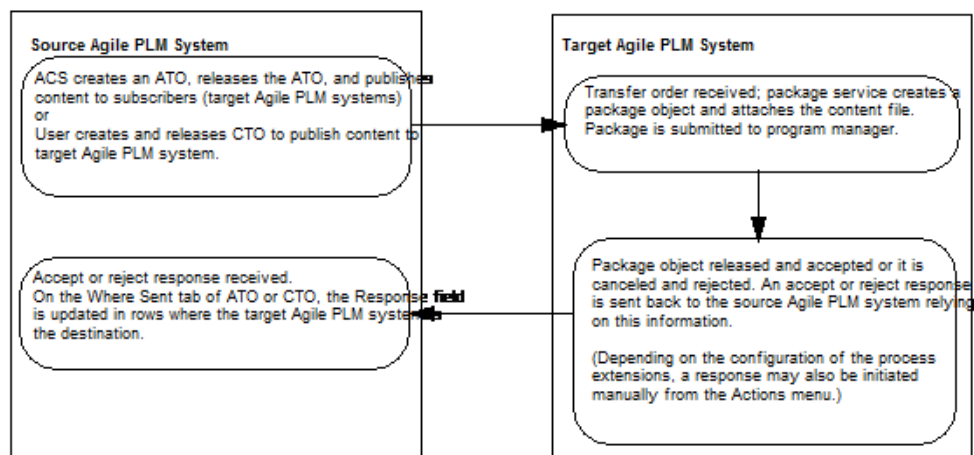 Source Agile PLM System
ACS creates an ATO, releases the ATO, and publishes
content to subscribers (target Agile PLM systems)
or
User creates and releases CTO to publish content to
target Agile PLM system.
Target Agile PLM System
Transfer order received; package service creates a
package object and attaches the content file.
Package is submitted to program manager.
Package object released and accepted or it is
canceled and rejected. An accept or reject response
is sent back to the source Agile PLM system relying
on this information.
(Depending on the configuration of the process
extensions, a response may also be initiated
manually from the Actions menu.)
Accept or reject response received.
On the Where Sent tab of ATO or CTO, the Response field
is updated in rows where the target Agile PLM system is
the destination.